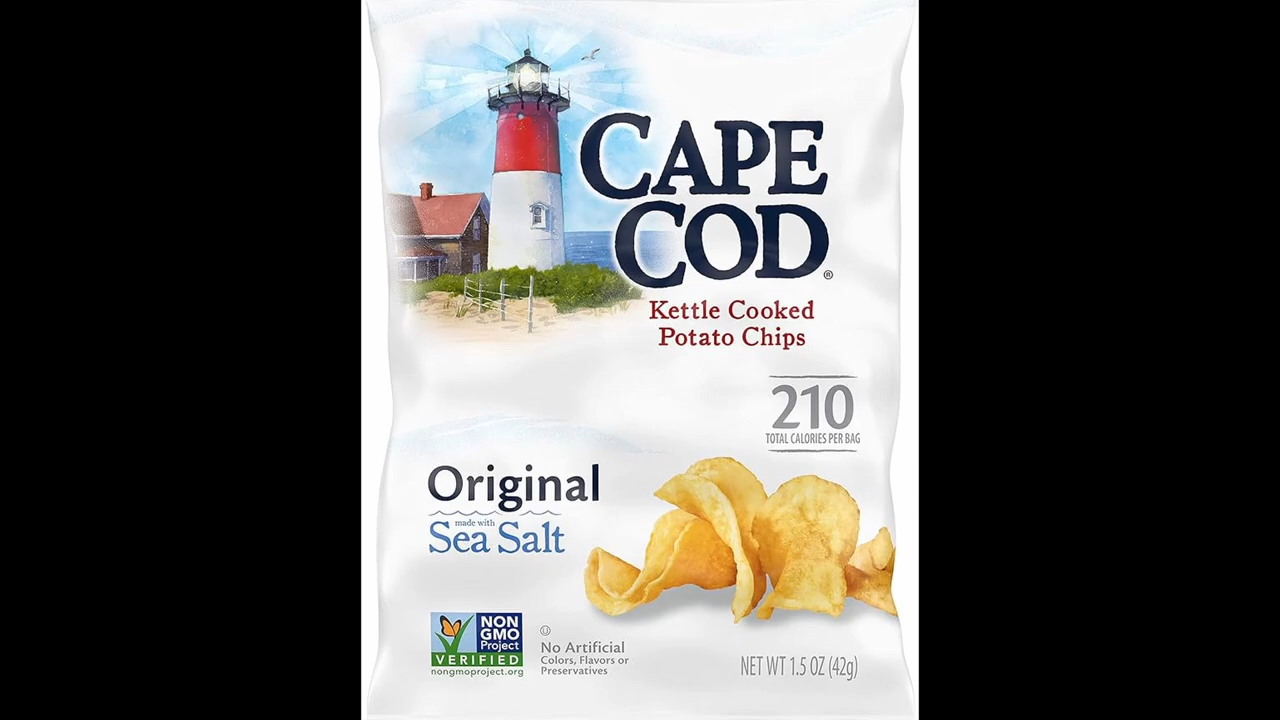 CAPE
COD®
Kettle Cooked
Potato Chips
210
TOTAL CALORIES PER BAG
Original
made with
Sea Salt
NON
GMO
Project
VERIFIED
nongmoproject.org
Ⓤ
No Artificial
Colors, Flavors or
Preservatives
NET WT 1.5 OZ (42g)